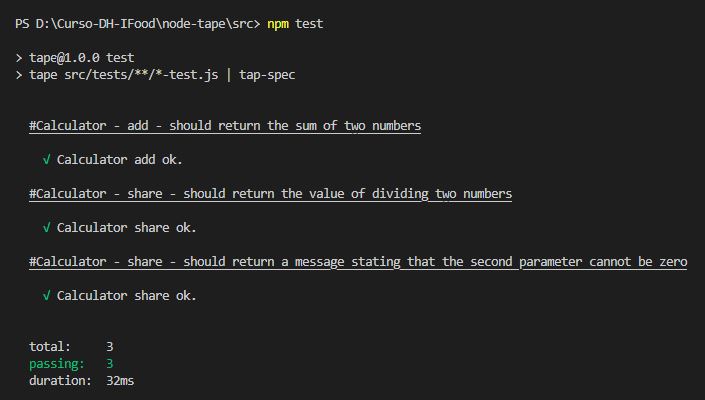 PS D:\Curso-DH-IFood\node-tape\src> npm test
> tape@1.0.0 test
> tape src/tests/**/*-test.js | tap-spec
#Calculator - add - should return the sum of two numbers
√ Calculator add ok.
#Calculator - share - should return the value of dividing two numbers
√ Calculator share ok.
#Calculator - share - should return a message stating that the second parameter cannot be zero
√ Calculator share ok.
total: 3
passing: 3
duration: 32ms